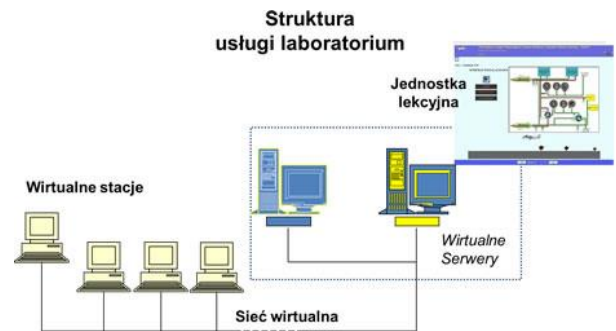 Struktura
usługi laboratorium
Jednostka
lekcyjna
Wirtualne stacje
Wirtualne
Serwery
Sieć wirtualna